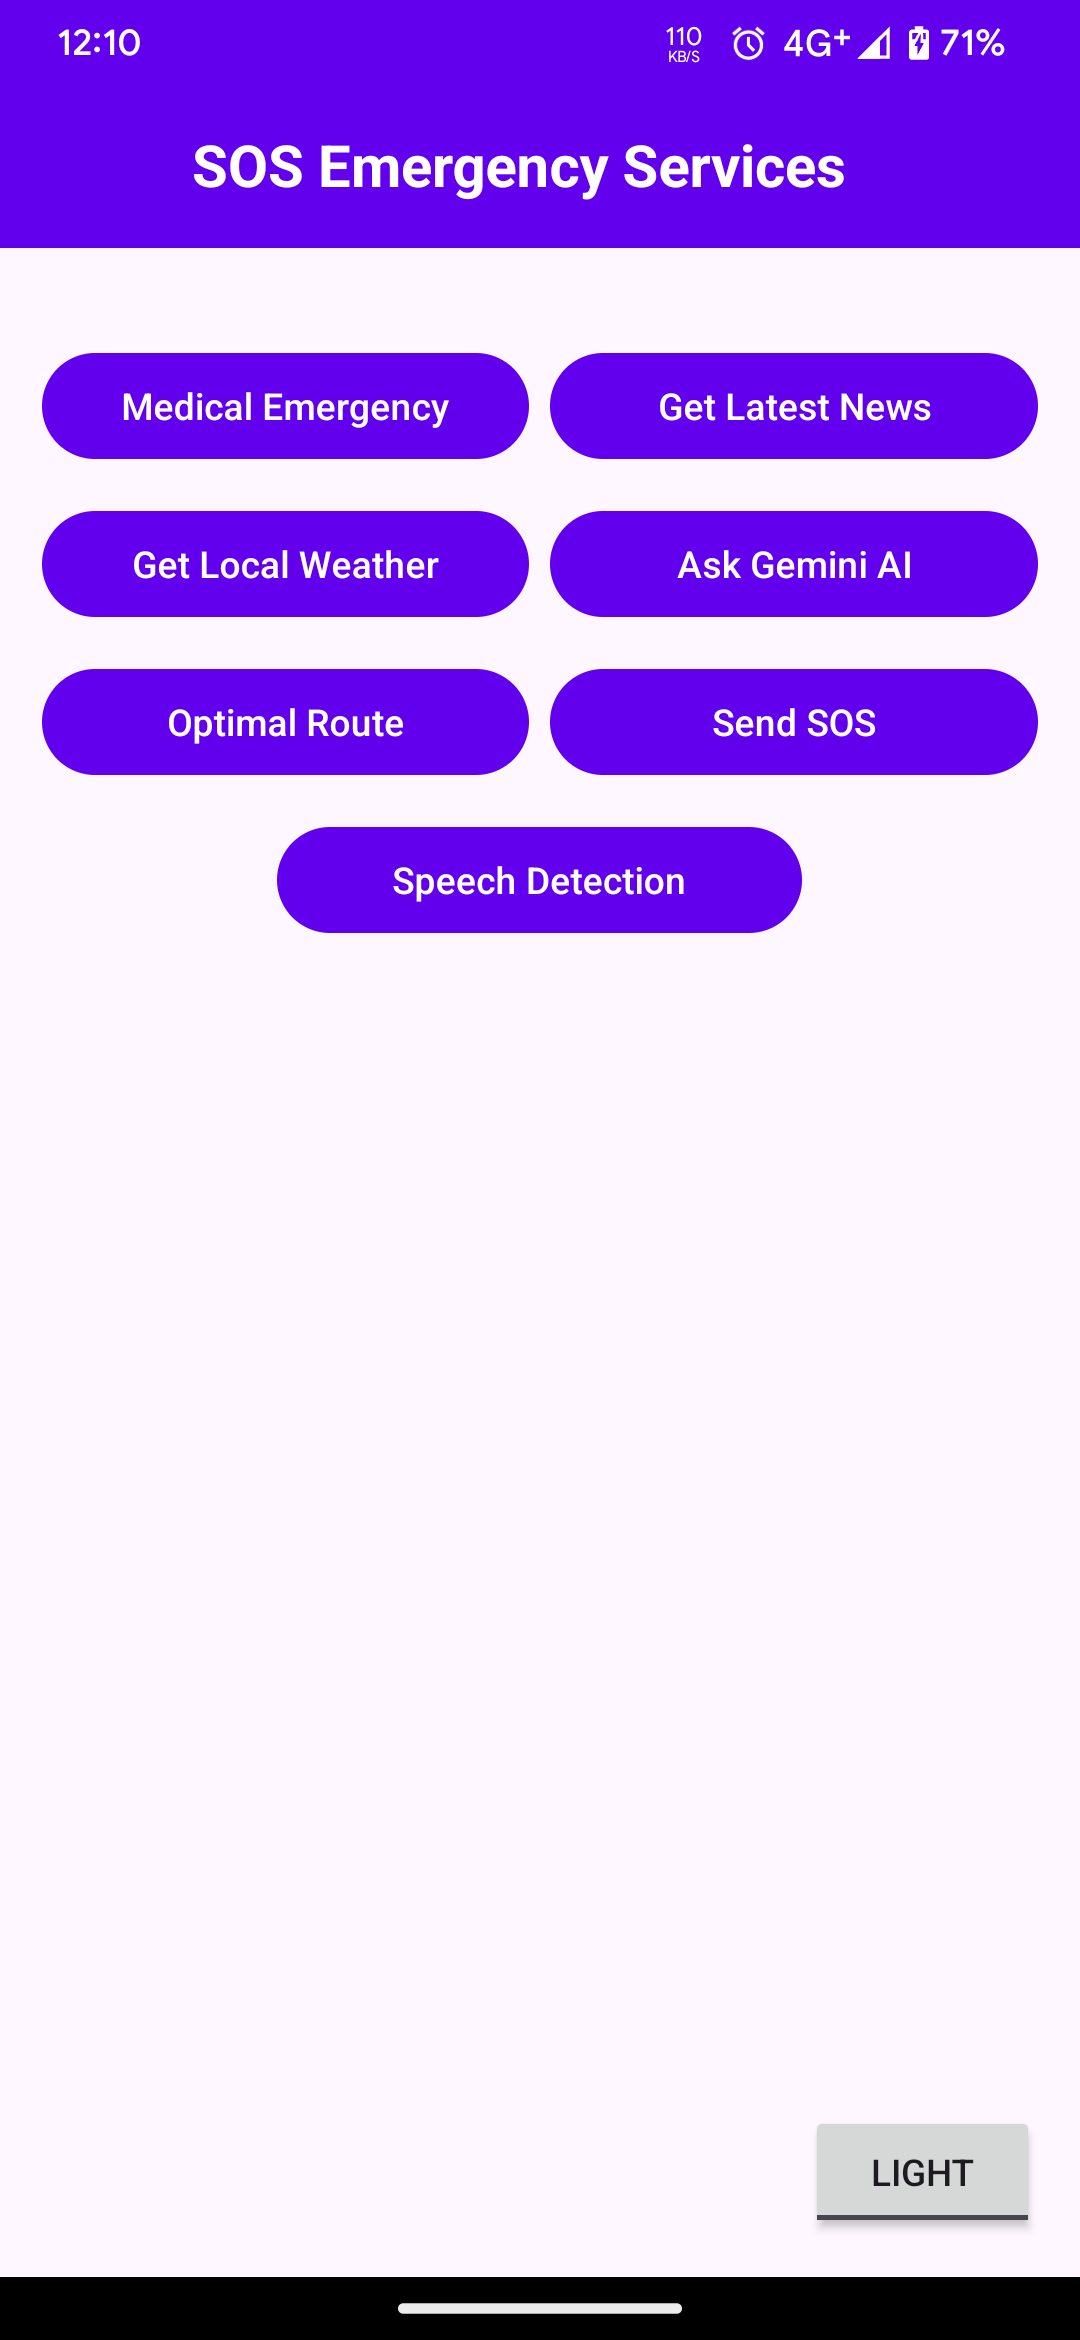 12:10
110
KB/S
4G+
71%
SOS Emergency Services
Medical Emergency
Get Latest News
Get Local Weather
Ask Gemini AI
Optimal Route
Send SOS
Speech Detection
LIGHT